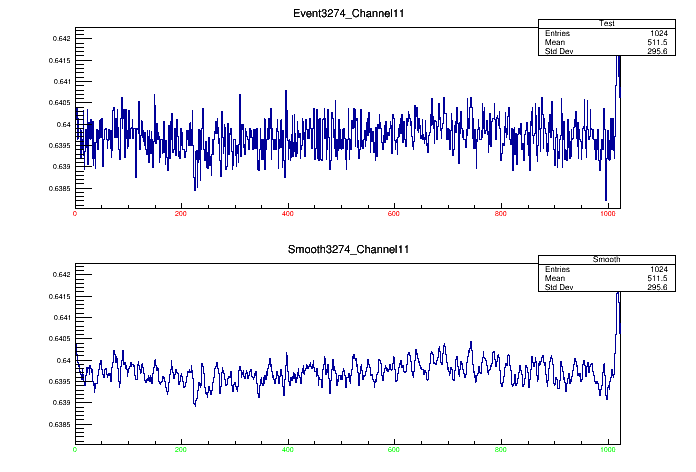 Event3274_Channel11
Test
Entries 1024
Mean 511.5
Std Dev 295.6
0.642
0.6415
0.641
0.6405
0.64
0.6395
0.639
0.6385
0 200 400 600 800 1000
Smooth3274_Channel11
Smooth
Entries 1024
Mean 511.5
Std Dev 295.6
0.642
0.6415
0.641
0.6405
0.64
0.6395
0.639
0.6385
0 200 400 600 800 1000